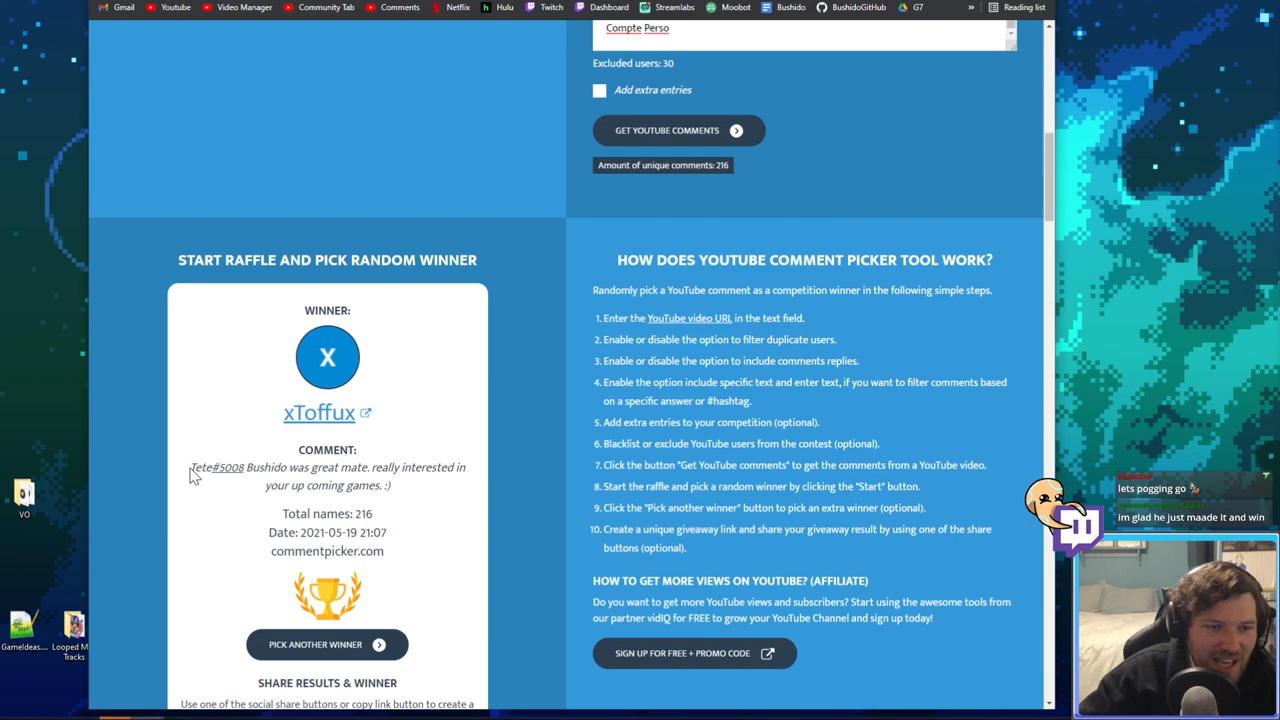 Gmail Youtube Video Manager Community Tab Comments Netflix Hulu Twitch Dashboard Streamlabs Moobot Bushido BushidoGitHub G7 » Reading list
Compte Perso
Excluded users: 30
Add extra entries
GET YOUTUBE COMMENTS
Amount of unique comments: 216
START RAFFLE AND PICK RANDOM WINNER
WINNER:
X
xToffux
COMMENT:
Tete#5008 Bushido was great mate. really interested in
your up coming games. :)
Total names: 216
Date: 2021-05-19 21:07
commentpicker.com
PICK ANOTHER WINNER
SHARE RESULTS & WINNER
Use one of the social share buttons or copy link button to create a
HOW DOES YOUTUBE COMMENT PICKER TOOL WORK?
Randomly pick a YouTube comment as a competition winner in the following simple steps.
1. Enter the YouTube video URL in the text field.
2. Enable or disable the option to filter duplicate users.
3. Enable or disable the option to include comments replies.
4. Enable the option include specific text and enter text, if you want to filter comments based
on a specific answer or #hashtag.
5. Add extra entries to your competition (optional).
6. Blacklist or exclude YouTube users from the contest (optional).
7. Click the button "Get YouTube comments" to get the comments from a YouTube video.
8. Start the raffle and pick a random winner by clicking the "Start" button.
9. Click the "Pick another winner" button to pick an extra winner (optional).
10. Create a unique giveaway link and share your giveaway result by using one of the share
buttons (optional).
HOW TO GET MORE VIEWS ON YOUTUBE? (AFFILIATE)
Do you want to get more YouTube views and subscribers? Start using the awesome tools from
our partner vidIQ for FREE to grow your YouTube Channel and sign up today!
SIGN UP FOR FREE + PROMO CODE
lets pogging go
im glad he just maade it and win
VO
GameIdeas....
Looped M
Tracks